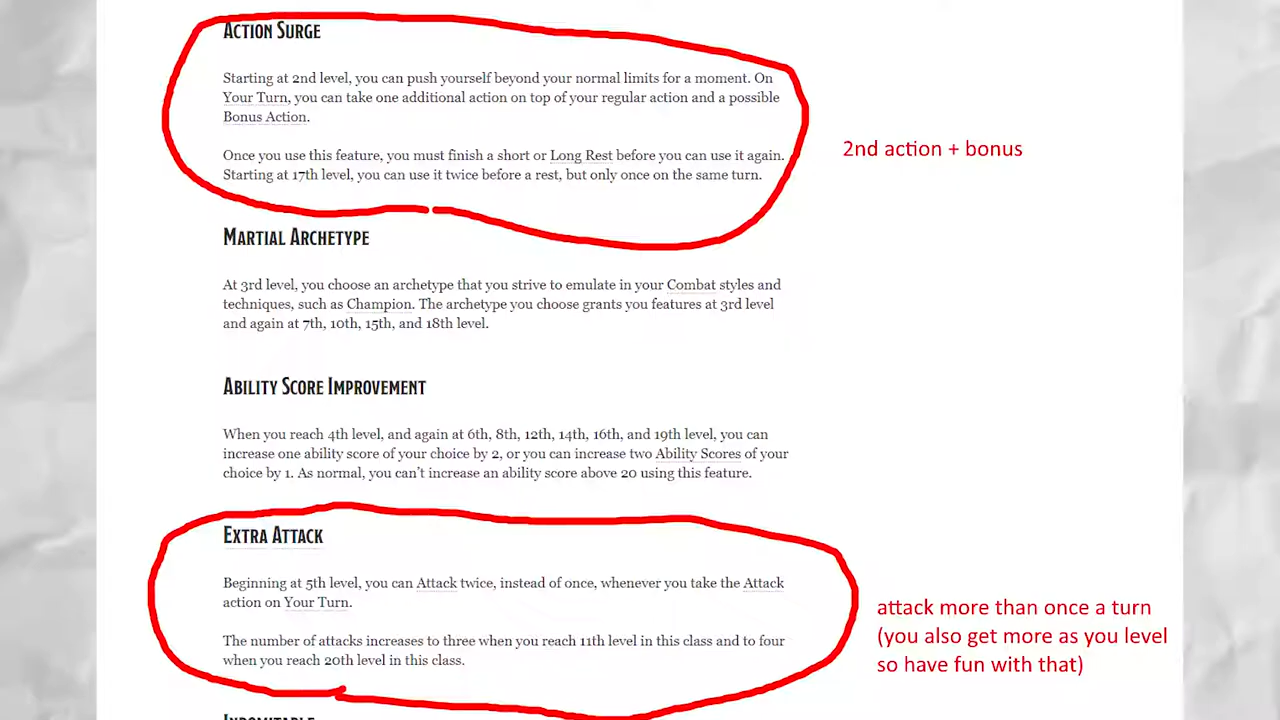 ACTION SURGE
Starting at 2nd level, you can push yourself beyond your normal limits for a moment. On
Your Turn, you can take one additional action on top of your regular action and a possible
Bonus Action.
Once you use this feature, you must finish a short or Long Rest before you can use it again.
Starting at 17th level, you can use it twice before a rest, but only once on the same turn.
2nd action + bonus
MARTIAL ARCHETYPE
At 3rd level, you choose an archetype that you strive to emulate in your Combat styles and
techniques, such as Champion. The archetype you choose grants you features at 3rd level
and again at 7th, 10th, 15th, and 18th level.
ABILITY SCORE IMPROVEMENT
When you reach 4th level, and again at 6th, 8th, 12th, 14th, 16th, and 19th level, you can
increase one ability score of your choice by 2, or you can increase two Ability Scores of your
choice by 1. As normal, you can't increase an ability score above 20 using this feature.
EXTRA ATTACK
Beginning at 5th level, you can Attack twice, instead of once, whenever you take the Attack
action on Your Turn.
The number of attacks increases to three when you reach 11th level in this class and to four
when you reach 20th level in this class.
attack more than once a turn
(you also get more as you level
so have fun with that)
INDOMITABLE